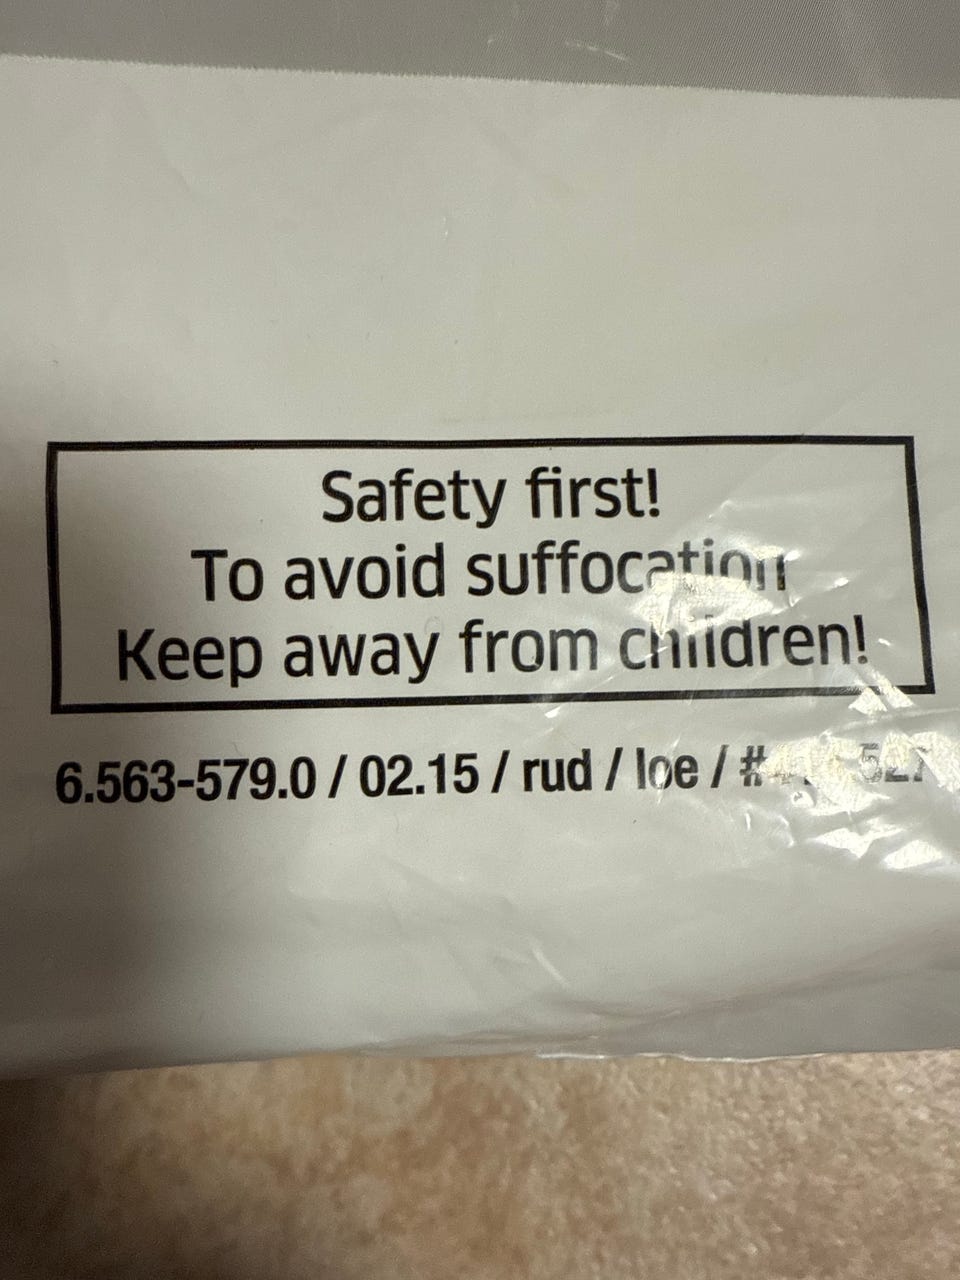 Safety first!
To avoid suffocation
Keep away from children!
6.563-579.0 / 02.15 / rud / loe /